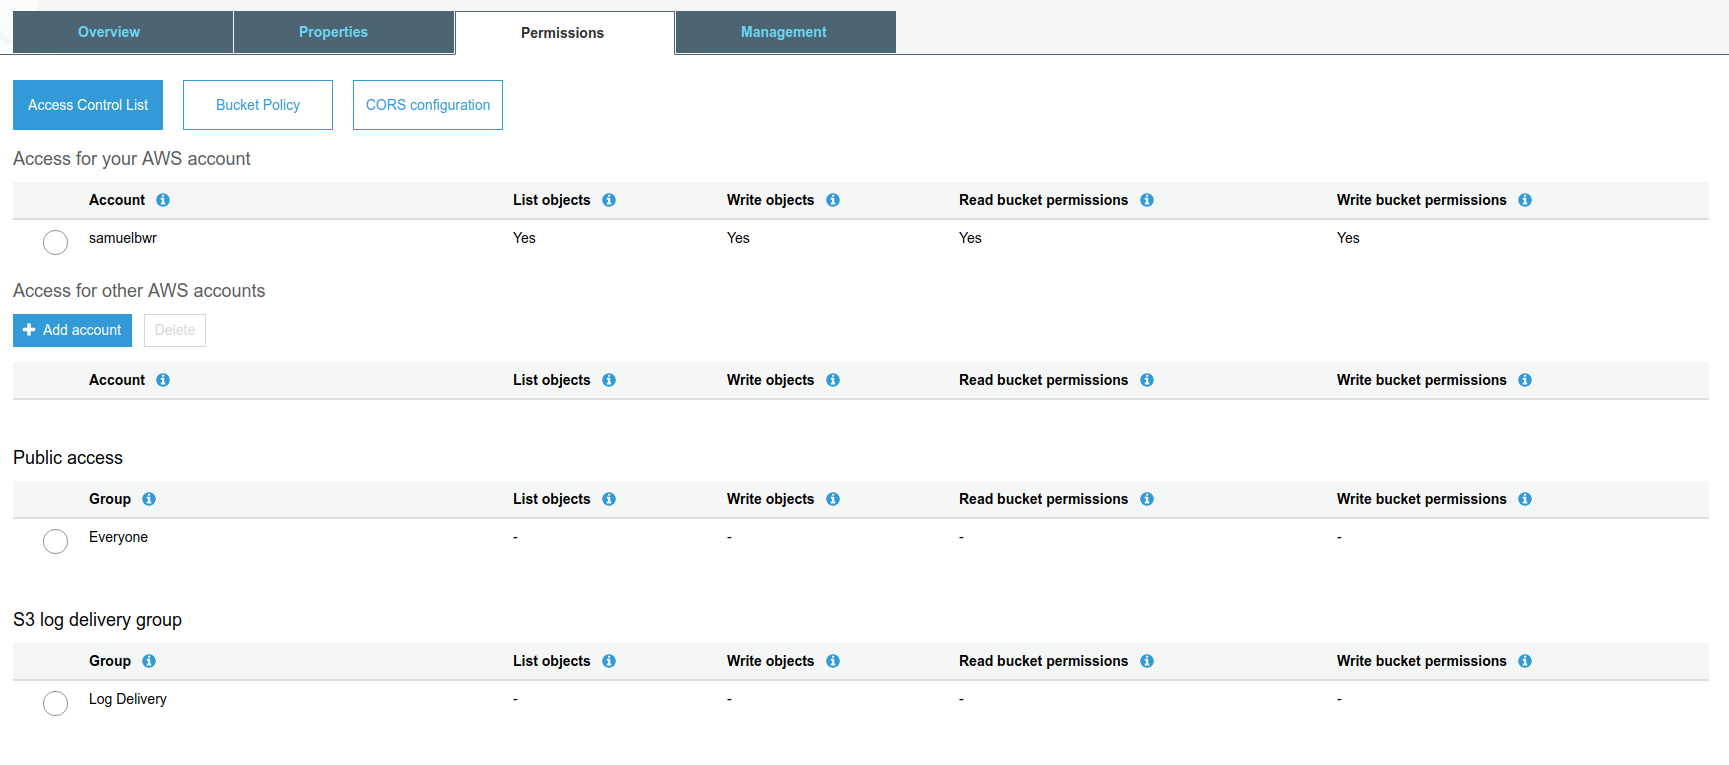 Overview Properties Permissions Management
Access Control List Bucket Policy CORS configuration
Access for your AWS account
Account List objects Write objects Read bucket permissions Write bucket permissions
samuelbwr Yes Yes Yes Yes
Access for other AWS accounts
Add account Delete
Account List objects Write objects Read bucket permissions Write bucket permissions
Public access
Group List objects Write objects Read bucket permissions Write bucket permissions
Everyone - - - -
S3 log delivery group
Group List objects Write objects Read bucket permissions Write bucket permissions
Log Delivery - - - -